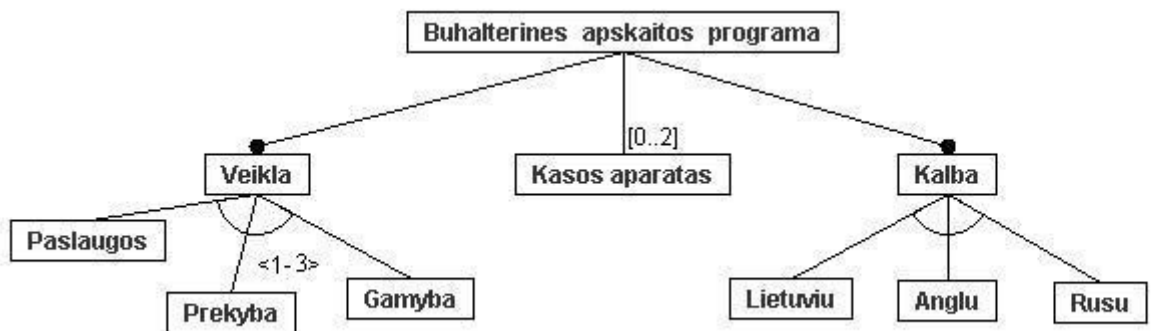 Buhalterines apskaitos programa
[0..2]
Veikla
Kasos aparatas
Kalba
Paslaugos
<1-3>
Prekyba
Gamyba
Lietuviu
Anglu
Rusu